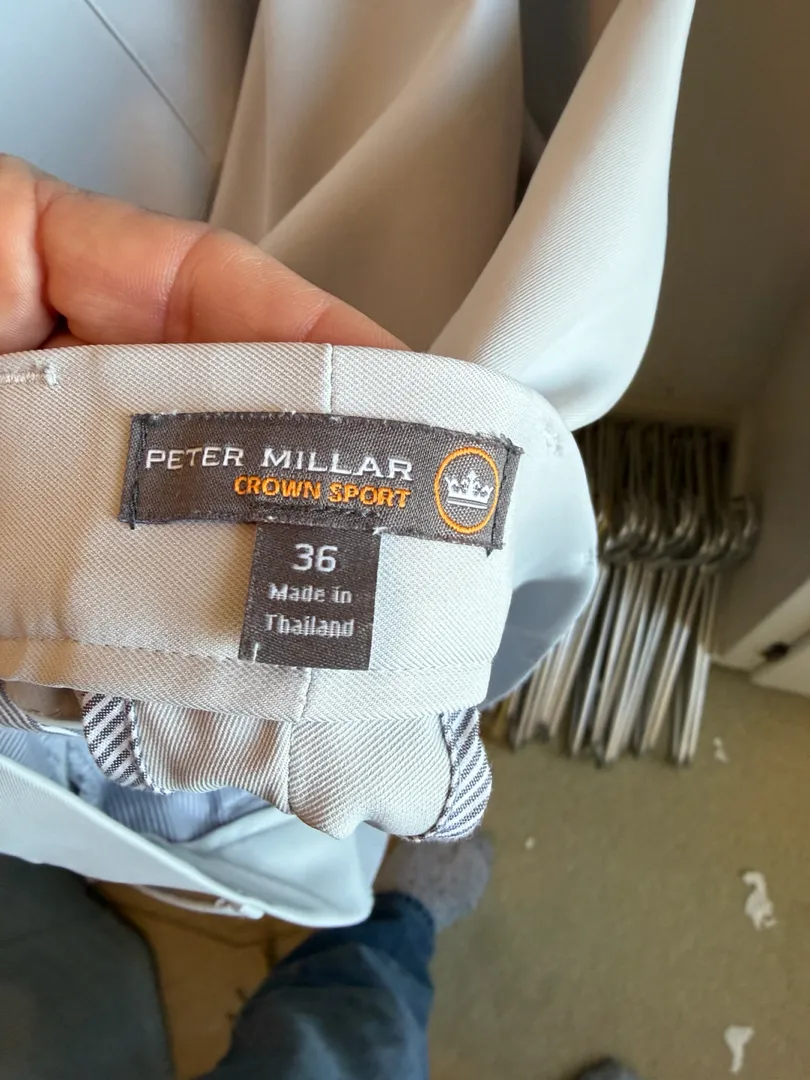 PETER MILLAR
CROWN SPORT
36
Made in
Thailand